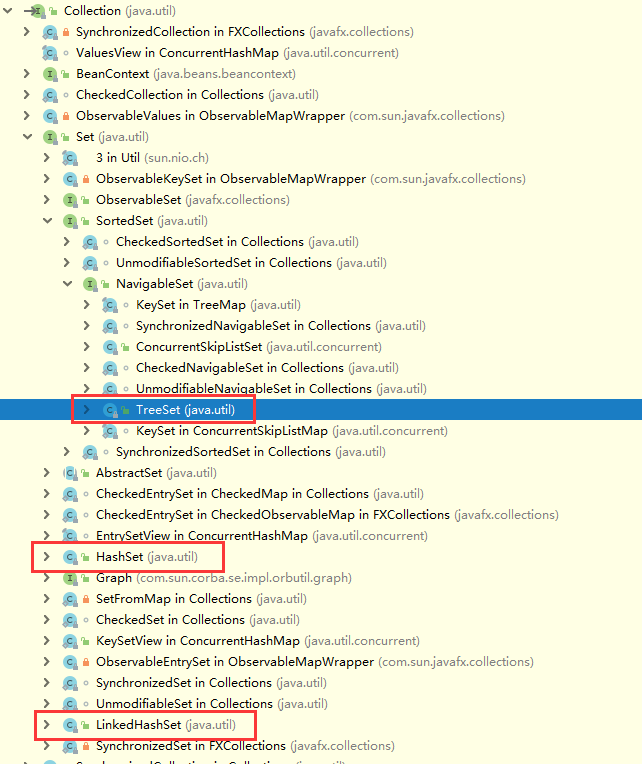 Collection (java.util)
SynchronizedCollection in FXCollections (javafx.collections)
ValuesView in ConcurrentHashMap (java.util.concurrent)
BeanContext (java.beans.beancontext)
CheckedCollection in Collections (java.util)
ObservableValues in ObservableMapWrapper (com.sun.javafx.collections)
Set (java.util)
3 in Util (sun.nio.ch)
ObservableKeySet in ObservableMapWrapper (com.sun.javafx.collections)
ObservableSet (javafx.collections)
SortedSet (java.util)
CheckedSortedSet in Collections (java.util)
UnmodifiableSortedSet in Collections (java.util)
NavigableSet (java.util)
KeySet in TreeMap (java.util)
SynchronizedNavigableSet in Collections (java.util)
ConcurrentSkipListSet (java.util.concurrent)
CheckedNavigableSet in Collections (java.util)
UnmodifiableNavigableSet in Collections (java.util)
TreeSet (java.util)
KeySet in ConcurrentSkipListMap (java.util.concurrent)
SynchronizedSortedSet in Collections (java.util)
AbstractSet (java.util)
CheckedEntrySet in CheckedMap in Collections (java.util)
CheckedEntrySet in CheckedObservableMap in FXCollections (javafx.collections)
EntrySetView in ConcurrentHashMap (java.util.concurrent)
HashSet (java.util)
Graph (com.sun.corba.se.impl.orbutil.graph)
SetFromMap in Collections (java.util)
CheckedSet in Collections (java.util)
KeySetView in ConcurrentHashMap (java.util.concurrent)
ObservableEntrySet in ObservableMapWrapper (com.sun.javafx.collections)
SynchronizedSet in Collections (java.util)
UnmodifiableSet in Collections (java.util)
LinkedHashSet (java.util)
SynchronizedSet in FXCollections (javafx.collections)